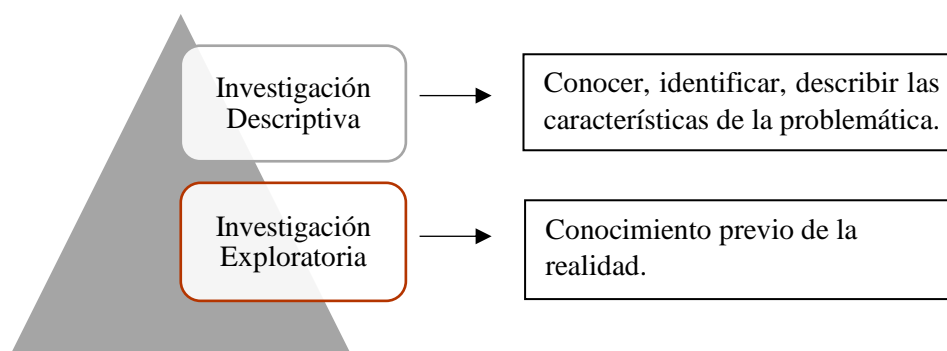 Investigación
Descriptiva
Conocer, identificar, describir las
características de la problemática.
Investigación
Exploratoria
Conocimiento previo de la
realidad.